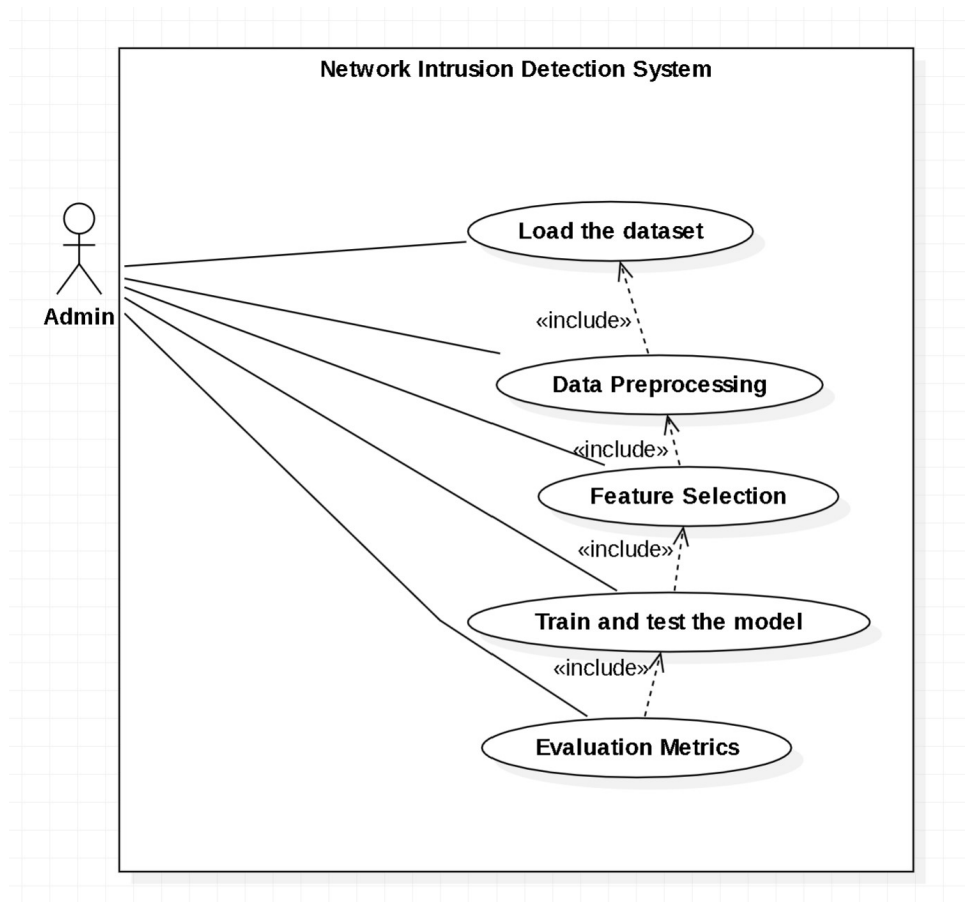 Network Intrusion Detection System
Load the dataset
Admin
«include»
Data Preprocessing
«include»
Feature Selection
«include»
Train and test the model
«include»
Evaluation Metrics